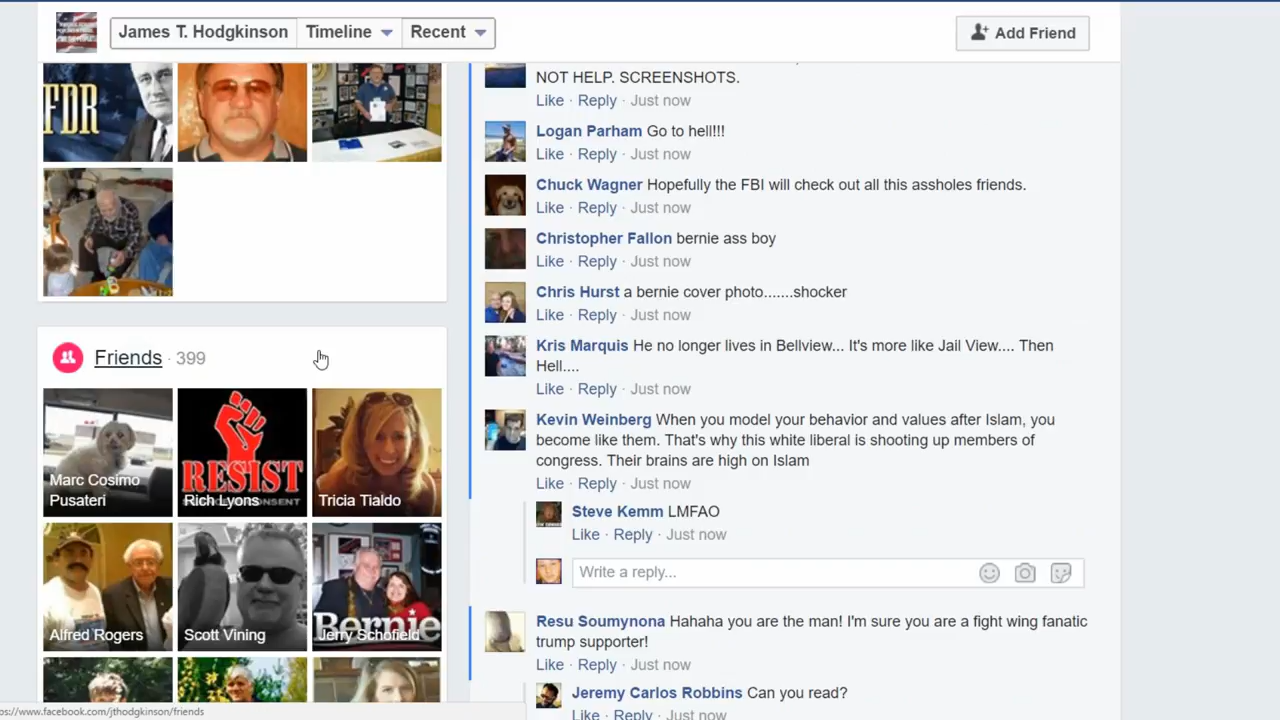 James T. Hodgkinson Timeline Recent
Add Friend
FDR
Friends · 399
Marc Cosimo
Pusateri
RESIST
Rich Lyons
Tricia Tialdo
Alfred Rogers
Scott Vining
Bernie
Jerry Schofield
NOT HELP. SCREENSHOTS.
Like · Reply · Just now
Logan Parham Go to hell!!!
Like · Reply · Just now
Chuck Wagner Hopefully the FBI will check out all this assholes friends.
Like · Reply · Just now
Christopher Fallon bernie ass boy
Like · Reply · Just now
Chris Hurst a bernie cover photo.......shocker
Like · Reply · Just now
Kris Marquis He no longer lives in Bellview... It's more like Jail View.... Then
Hell....
Like · Reply · Just now
Kevin Weinberg When you model your behavior and values after Islam, you
become like them. That's why this white liberal is shooting up members of
congress. Their brains are high on Islam
Like · Reply · Just now
Steve Kemm LMFAO
Like · Reply · Just now
Write a reply...
Resu Soumynona Hahaha you are the man! I'm sure you are a fight wing fanatic
trump supporter!
Like · Reply · Just now
Jeremy Carlos Robbins Can you read?
Like · Reply · Just now
ps://www.facebook.com/jthodgkinson/friends